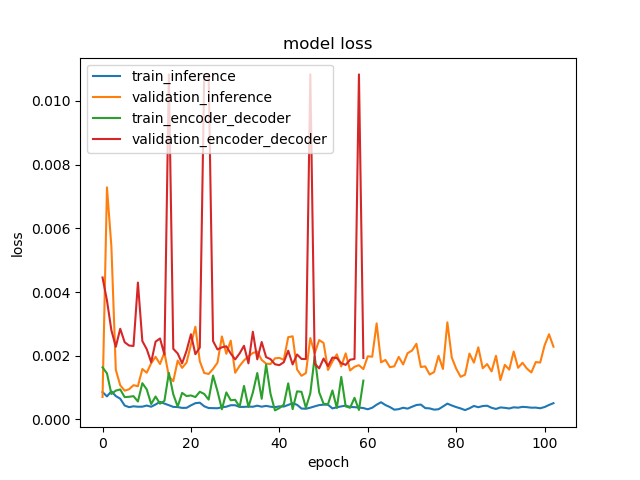 model loss
train_inference
validation_inference
train_encoder_decoder
validation_encoder_decoder
loss
0.010
0.008
0.006
0.004
0.002
0.000
0 20 40 60 80 100
epoch